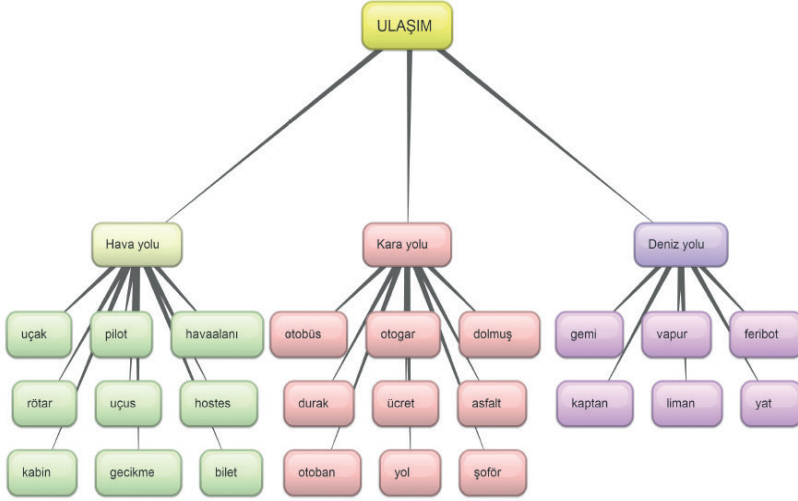 ULAŞIM
Hava yolu
Kara yolu
Deniz yolu
uçak
pilot
havaalanı
otobüs
otogar
dolmuş
gemi
vapur
feribot
rötar
uçus
hostes
durak
ücret
asfalt
kaptan
liman
yat
kabin
gecikme
bilet
otoban
yol
şoför